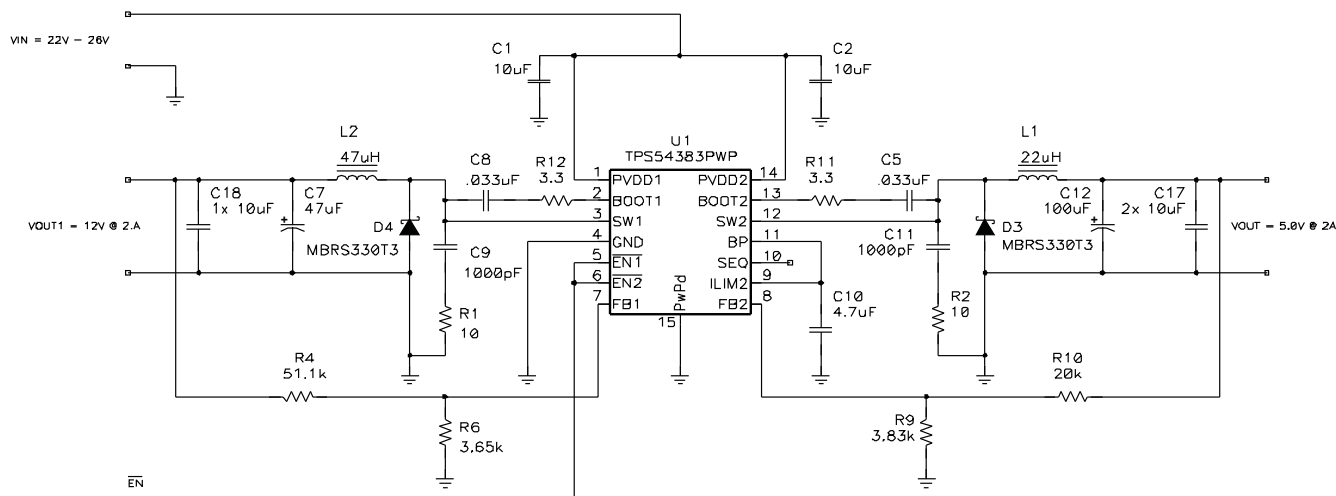 VIN = 22V - 26V
C1
10uF
C2
10uF
U1
TPS54383PWP
L2
47uH
L1
22uH
C8
.033uF
R12
3.3
R11
3.3
C5
.033uF
1 PVDD1
2 BOOT1
3 SW1
4 GND
5 EN1
6 EN2
7 FB1
PVDD2 14
BOOT2 13
SW2 12
BP 11
SEQ 10
ILIM2 9
FB2 8
PwPd
15
C18
1x 10uF
C7
47uF
+
D4
MBRS330T3
VOUT1 = 12V @ 2.A
C9
1000pF
R1
10
C11
1000pF
R2
10
D3
MBRS330T3
C12
100uF
+
C17
2x 10uF
VOUT = 5.0V @ 2A
C10
4.7uF
R4
51.1k
R6
3.65k
R10
20k
R9
3.83k
EN